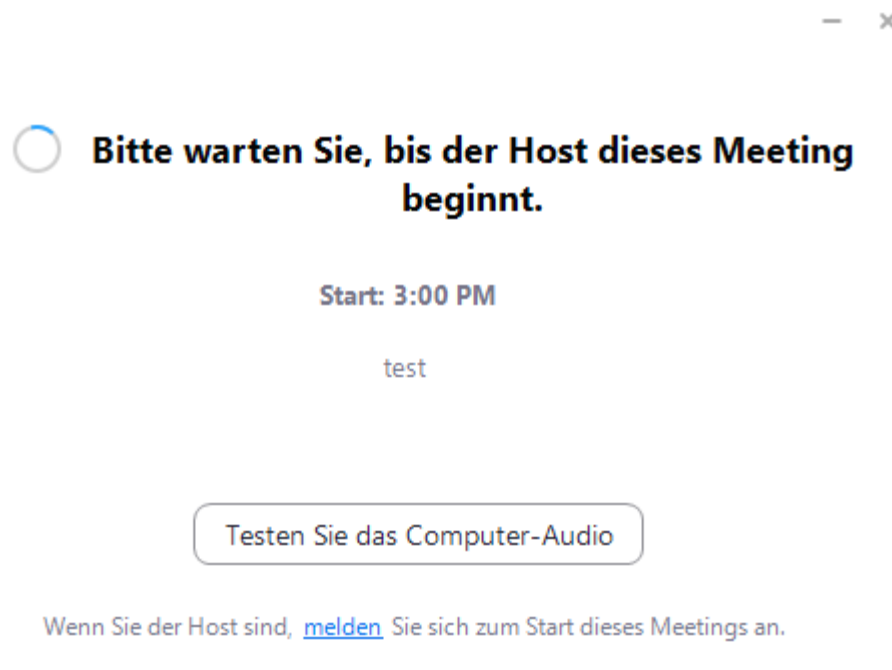 Bitte warten Sie, bis der Host dieses Meeting
beginnt.
Start: 3:00 PM
test
Testen Sie das Computer-Audio
Wenn Sie der Host sind, melden Sie sich zum Start dieses Meetings an.